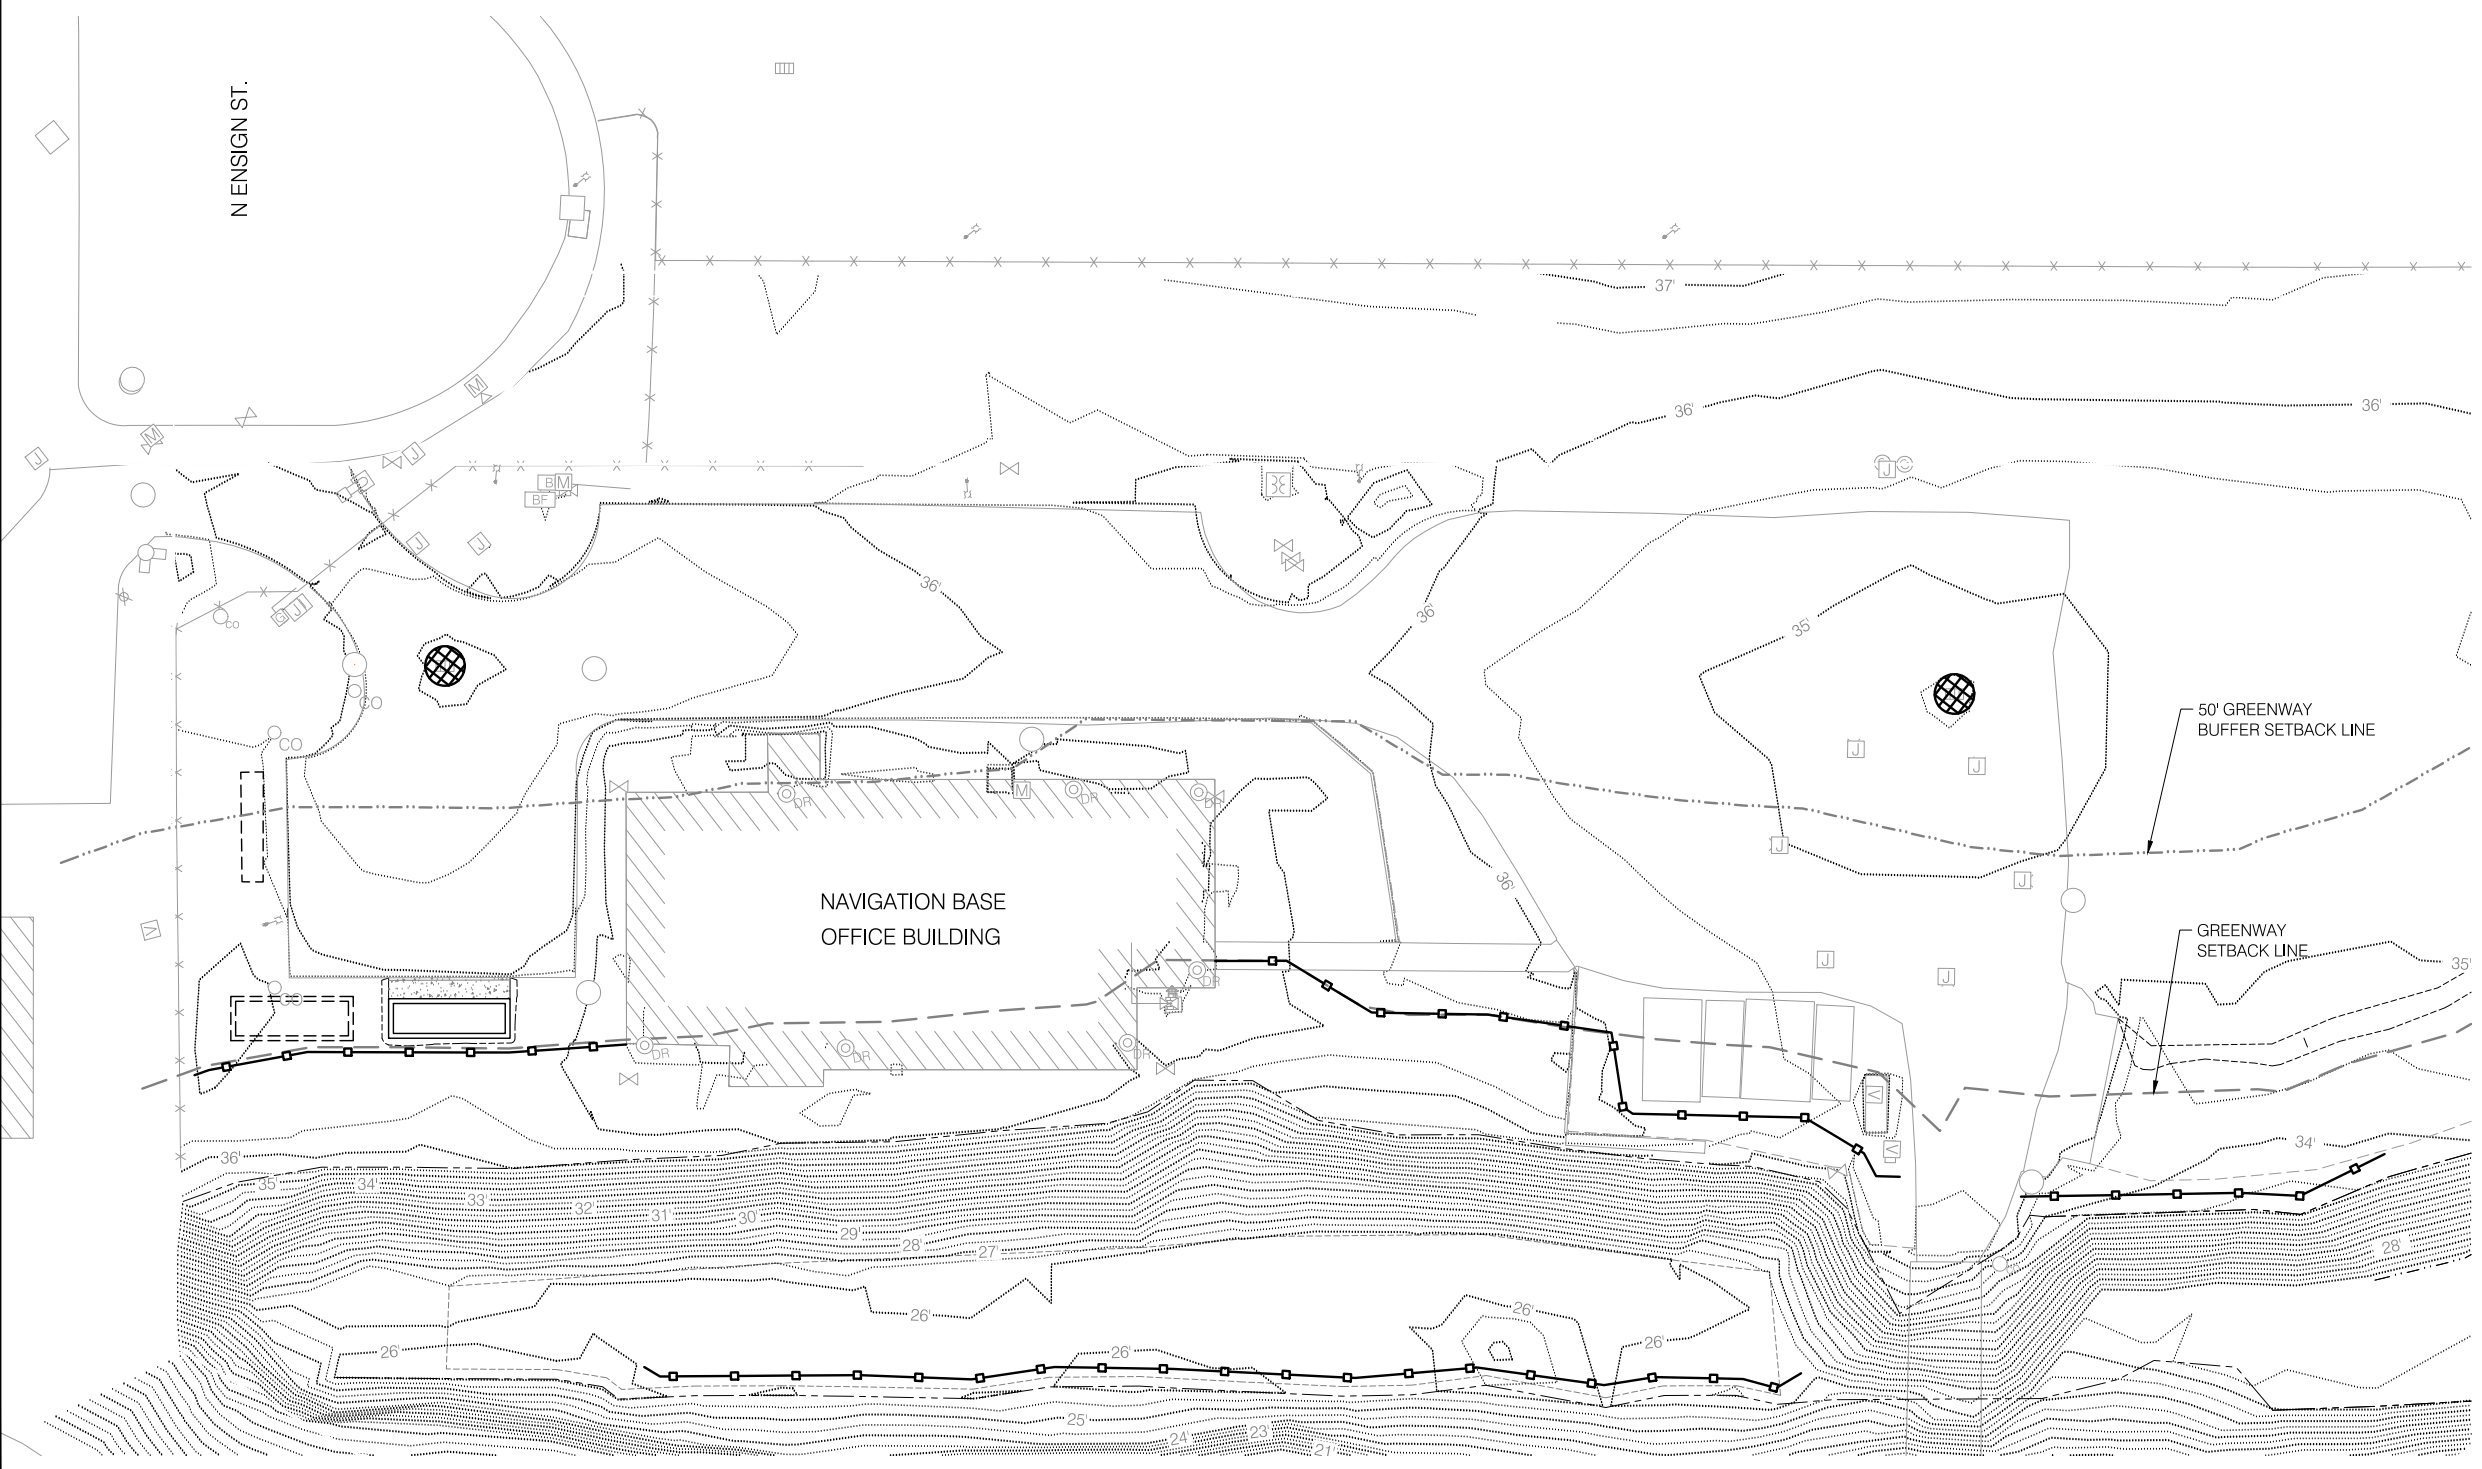 N ENSIGN ST.
37'
36'
36'
J
M
M
J
J
J
J
B
M
BF
J
36'
36'
35'
G
J
CO
CO
CO
50' GREENWAY
BUFFER SETBACK LINE
J
J
M
DR
DR
DR
J
J
36'
NAVIGATION BASE
OFFICE BUILDING
V
GREENWAY
SETBACK LINE
35'
J
J
CO
DR
DR
DR
DR
V
V
34'
36'
35'
34'
33'
32'
31'
30'
29'
28'
27'
28'
26'
26'
26'
26'
26'
25'
24'
23'
21'